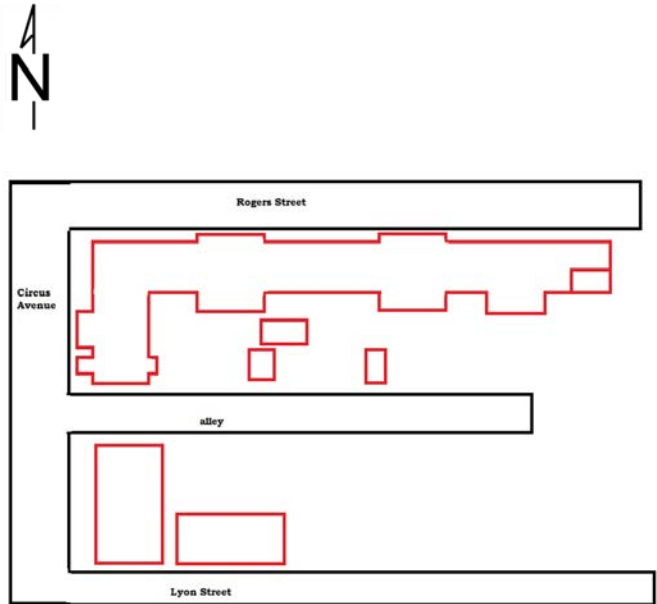 N
Rogers Street
Circus
Avenue
alley
Lyon Street